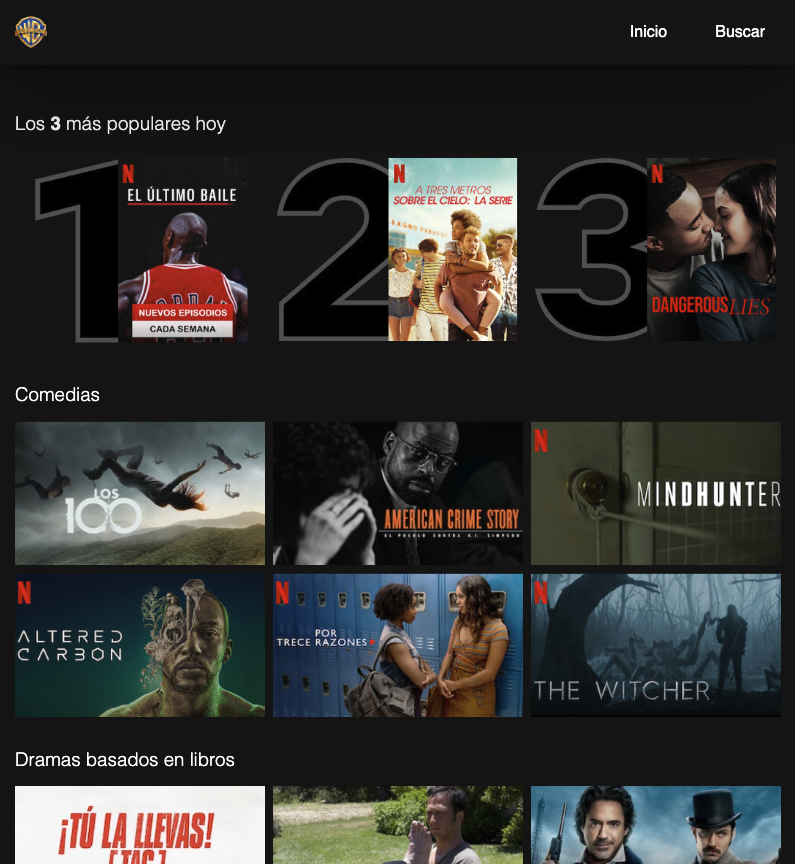 Inicio
Buscar
Los 3 más populares hoy
1
N
EL ÚLTIMO BAILE
NUEVOS EPISODIOS
CADA SEMANA
2
N
A TRES METROS
SOBRE EL CIELO: LA SERIE
3
N
DANGEROUS LIES
Comedias
LOS
100
AMERICAN CRIME STORY
EL PUEBLO CONTRA O.J. SIMPSON
N
MINDHUNTER
N
ALTERED
CARBON
N
POR
TRECE RAZONES
N
THE WITCHER
Dramas basados en libros
¡TÚ LA LLEVAS!
[TAG]